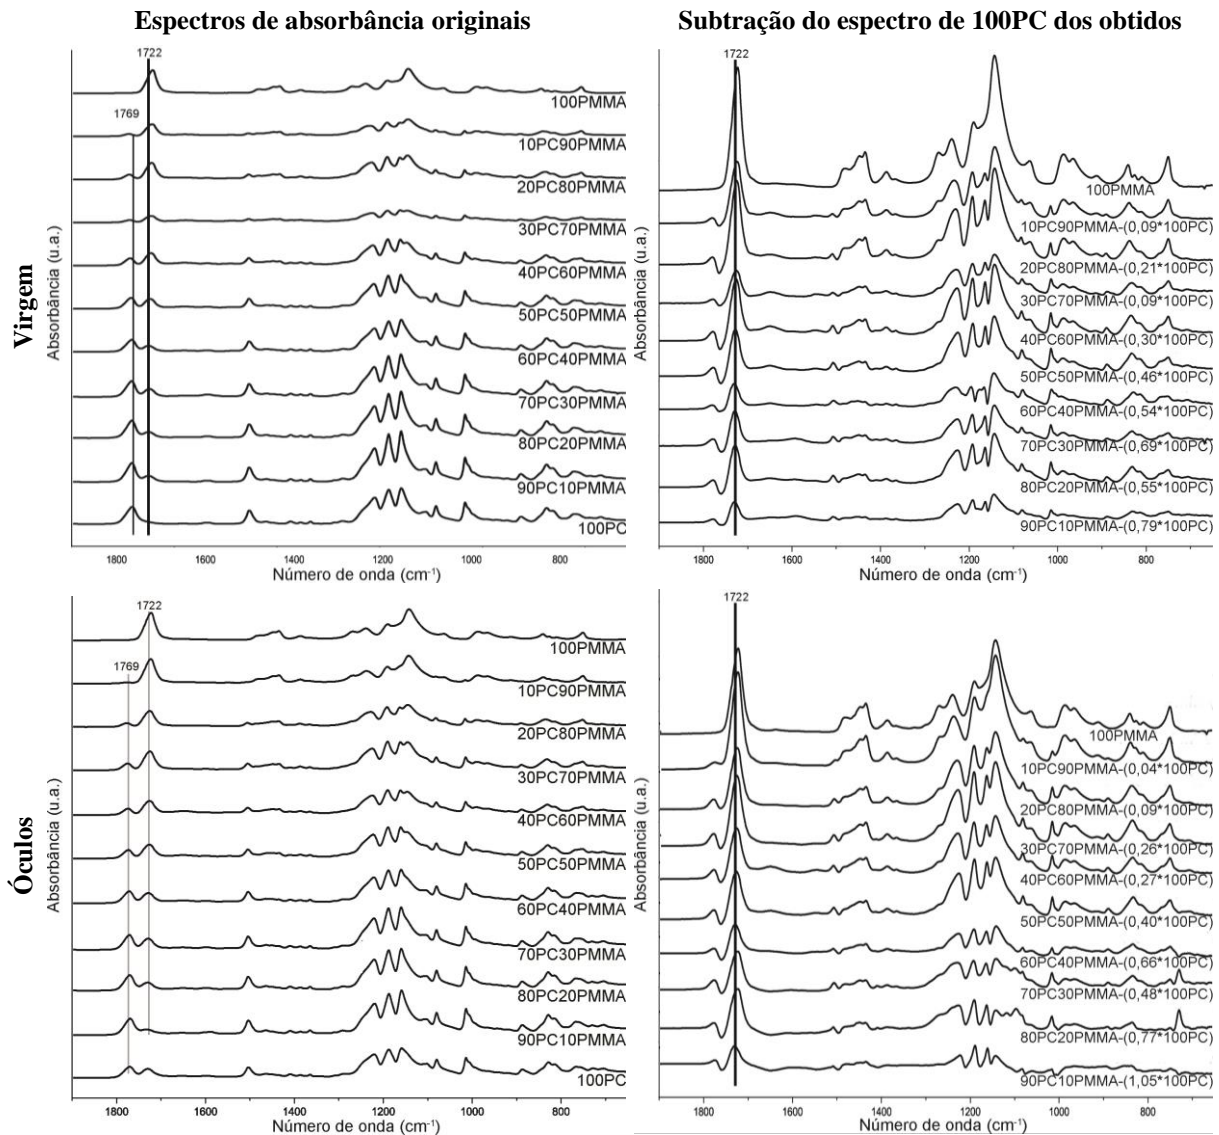 Espectros de absorbância originais
Subtração do espectro de 100PC dos obtidos
Virgem
Absorbância (u.a.)
1722
1769
100PMMA
10PC90PMMA
20PC80PMMA
30PC70PMMA
40PC60PMMA
50PC50PMMA
60PC40PMMA
70PC30PMMA
80PC20PMMA
90PC10PMMA
100PC
1800 1600 1400 1200 1000 800
Número de onda (cm⁻¹)
Absorbância (u.a.)
1722
100PMMA
10PC90PMMA-(0,09*100PC)
20PC80PMMA-(0,21*100PC)
30PC70PMMA-(0,09*100PC)
40PC60PMMA-(0,30*100PC)
50PC50PMMA-(0,46*100PC)
60PC40PMMA-(0,54*100PC)
70PC30PMMA-(0,69*100PC)
80PC20PMMA-(0,55*100PC)
90PC10PMMA-(0,79*100PC)
1800 1600 1400 1200 1000 800
Número de onda (cm⁻¹)
Óculos
Absorbância (u.a.)
1722
1769
100PMMA
10PC90PMMA
20PC80PMMA
30PC70PMMA
40PC60PMMA
50PC50PMMA
60PC40PMMA
70PC30PMMA
80PC20PMMA
90PC10PMMA
100PC
1800 1600 1400 1200 1000 800
Número de onda (cm⁻¹)
Absorbância (u.a.)
1722
100PMMA
10PC90PMMA-(0,04*100PC)
20PC80PMMA-(0,09*100PC)
30PC70PMMA-(0,26*100PC)
40PC60PMMA-(0,27*100PC)
50PC50PMMA-(0,40*100PC)
60PC40PMMA-(0,66*100PC)
70PC30PMMA-(0,48*100PC)
80PC20PMMA-(0,77*100PC)
90PC10PMMA-(1,05*100PC)
1800 1600 1400 1200 1000 800
Número de onda (cm⁻¹)